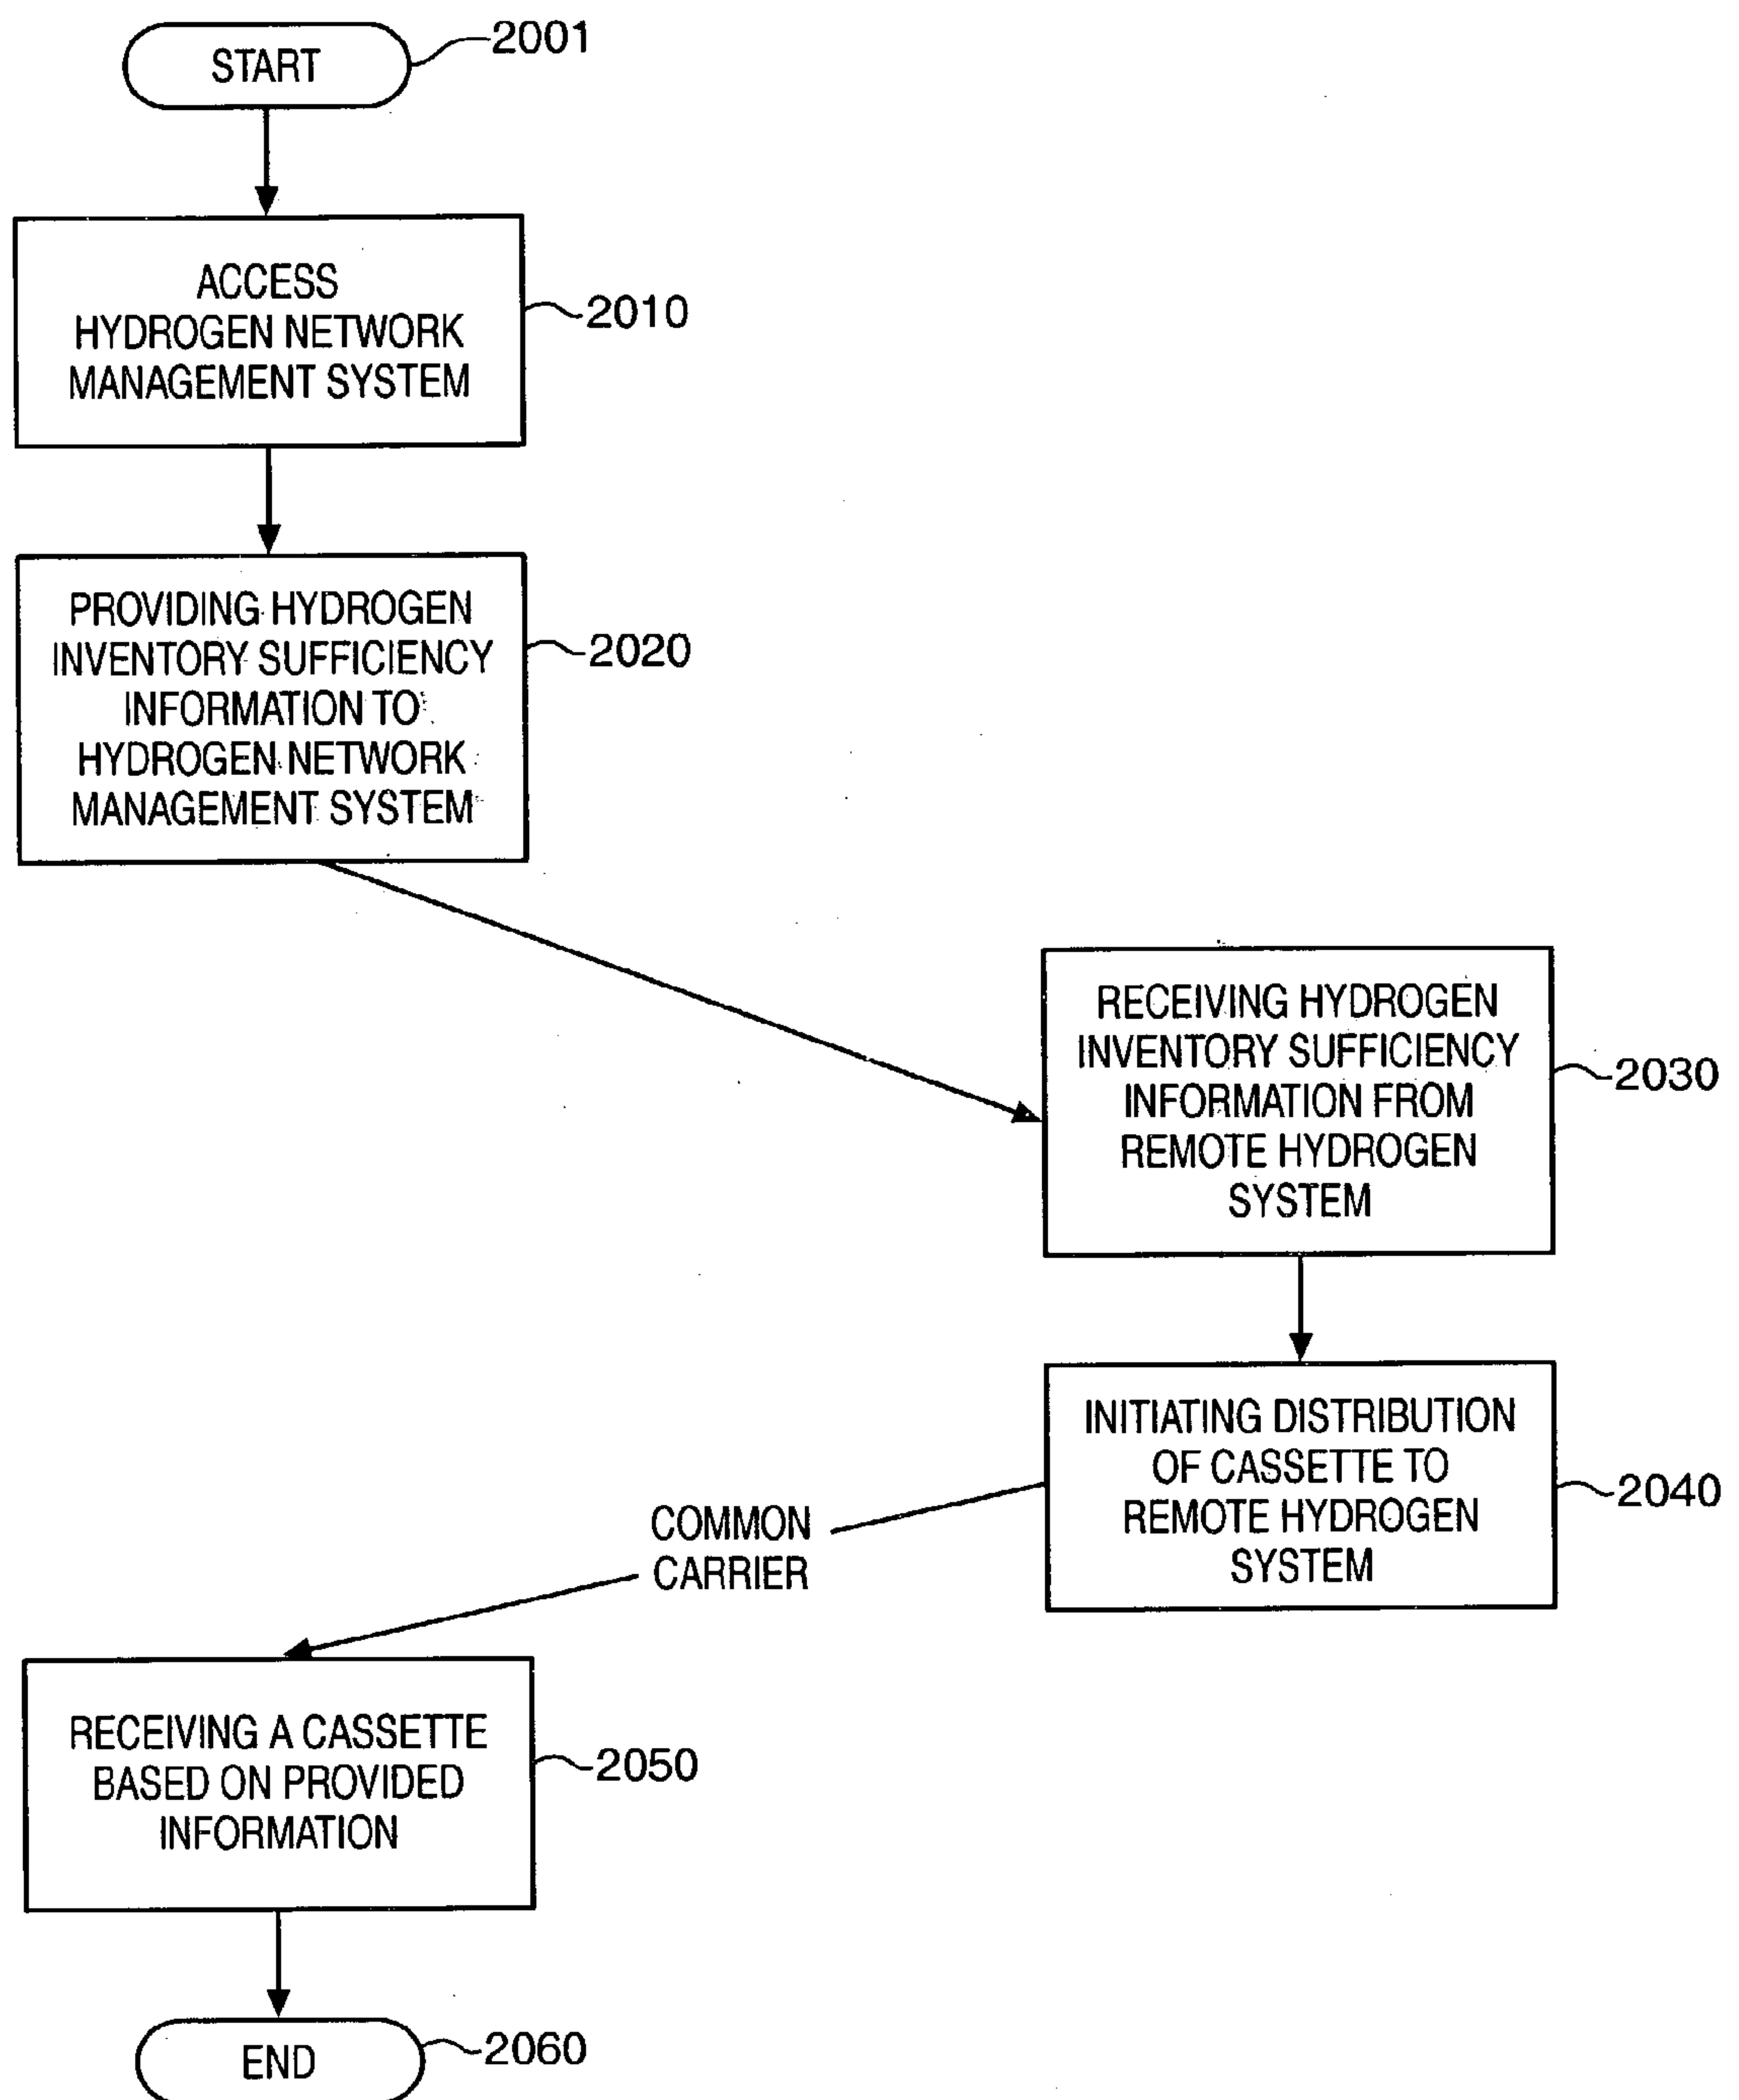 START
2001
ACCESS
HYDROGEN NETWORK
MANAGEMENT SYSTEM
2010
PROVIDING HYDROGEN
INVENTORY SUFFICIENCY
INFORMATION TO
HYDROGEN NETWORK
MANAGEMENT SYSTEM
2020
RECEIVING HYDROGEN
INVENTORY SUFFICIENCY
INFORMATION FROM
REMOTE HYDROGEN
SYSTEM
2030
INITIATING DISTRIBUTION
OF CASSETTE TO
REMOTE HYDROGEN
SYSTEM
2040
COMMON
CARRIER
RECEIVING A CASSETTE
BASED ON PROVIDED
INFORMATION
2050
END
2060